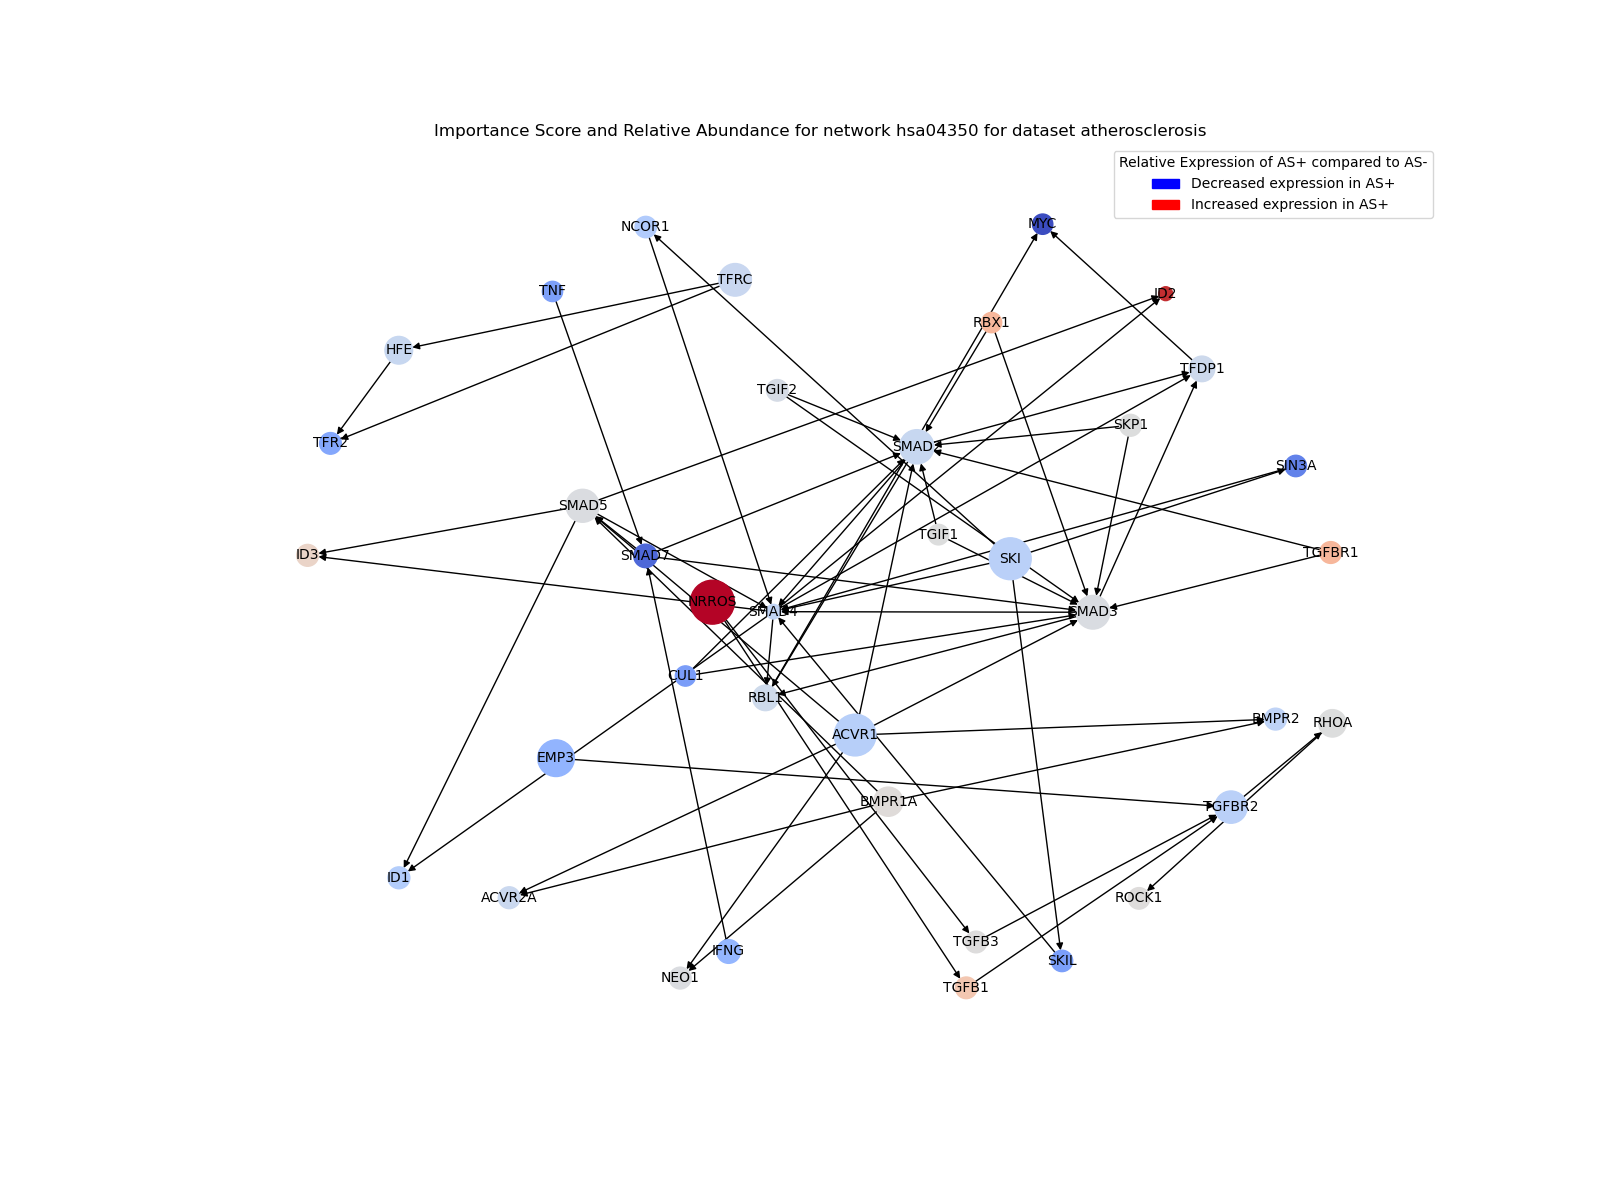 Importance Score and Relative Abundance for network hsa04350 for dataset atherosclerosis
Relative Expression of AS+ compared to AS-
Decreased expression in AS+
Increased expression in AS+
NCOR1
MYC
TFRC
TNF
ID2
RBX1
HFE
TFDP1
TGIF2
SKP1
TFR2
SMAD2
SIN3A
SMAD5
TGIF1
ID3
SMAD7
SKI
TGFBR1
NRROS
SMAD4
SMAD3
CUL1
RBL1
BMPR2
RHOA
ACVR1
EMP3
BMPR1A
TGFBR2
ID1
ACVR2A
ROCK1
TGFB3
IFNG
SKIL
NEO1
TGFB1